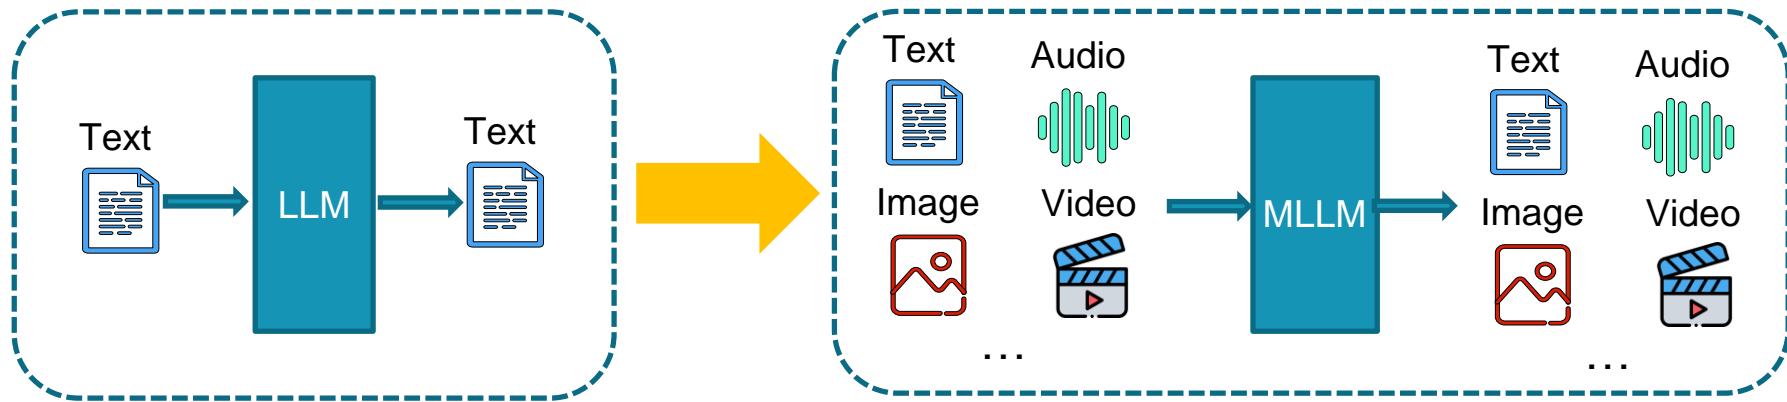 Text
LLM
Text
Text
Audio
Image
Video
...
MLLM
Text
Audio
Image
Video
...